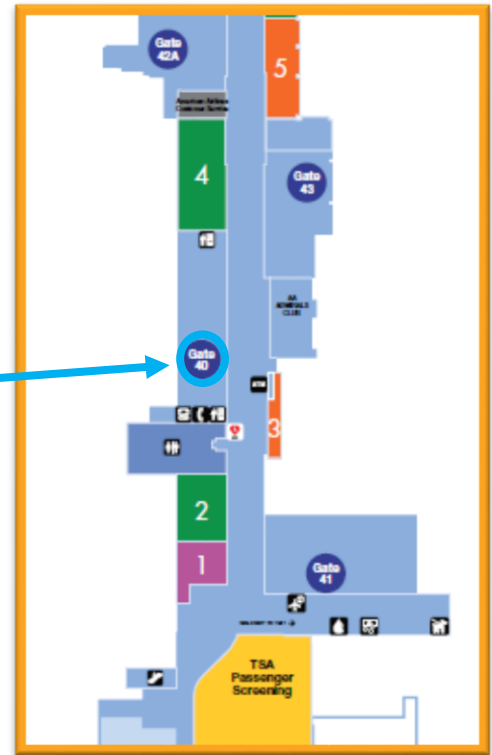 Gate
42A
5
American Airlines
Customer Service
4
Gate
43
AA
ADMIRALS
CLUB
Gate
40
ATM
3
2
1
Gate
41
TSA
Passenger
Screening